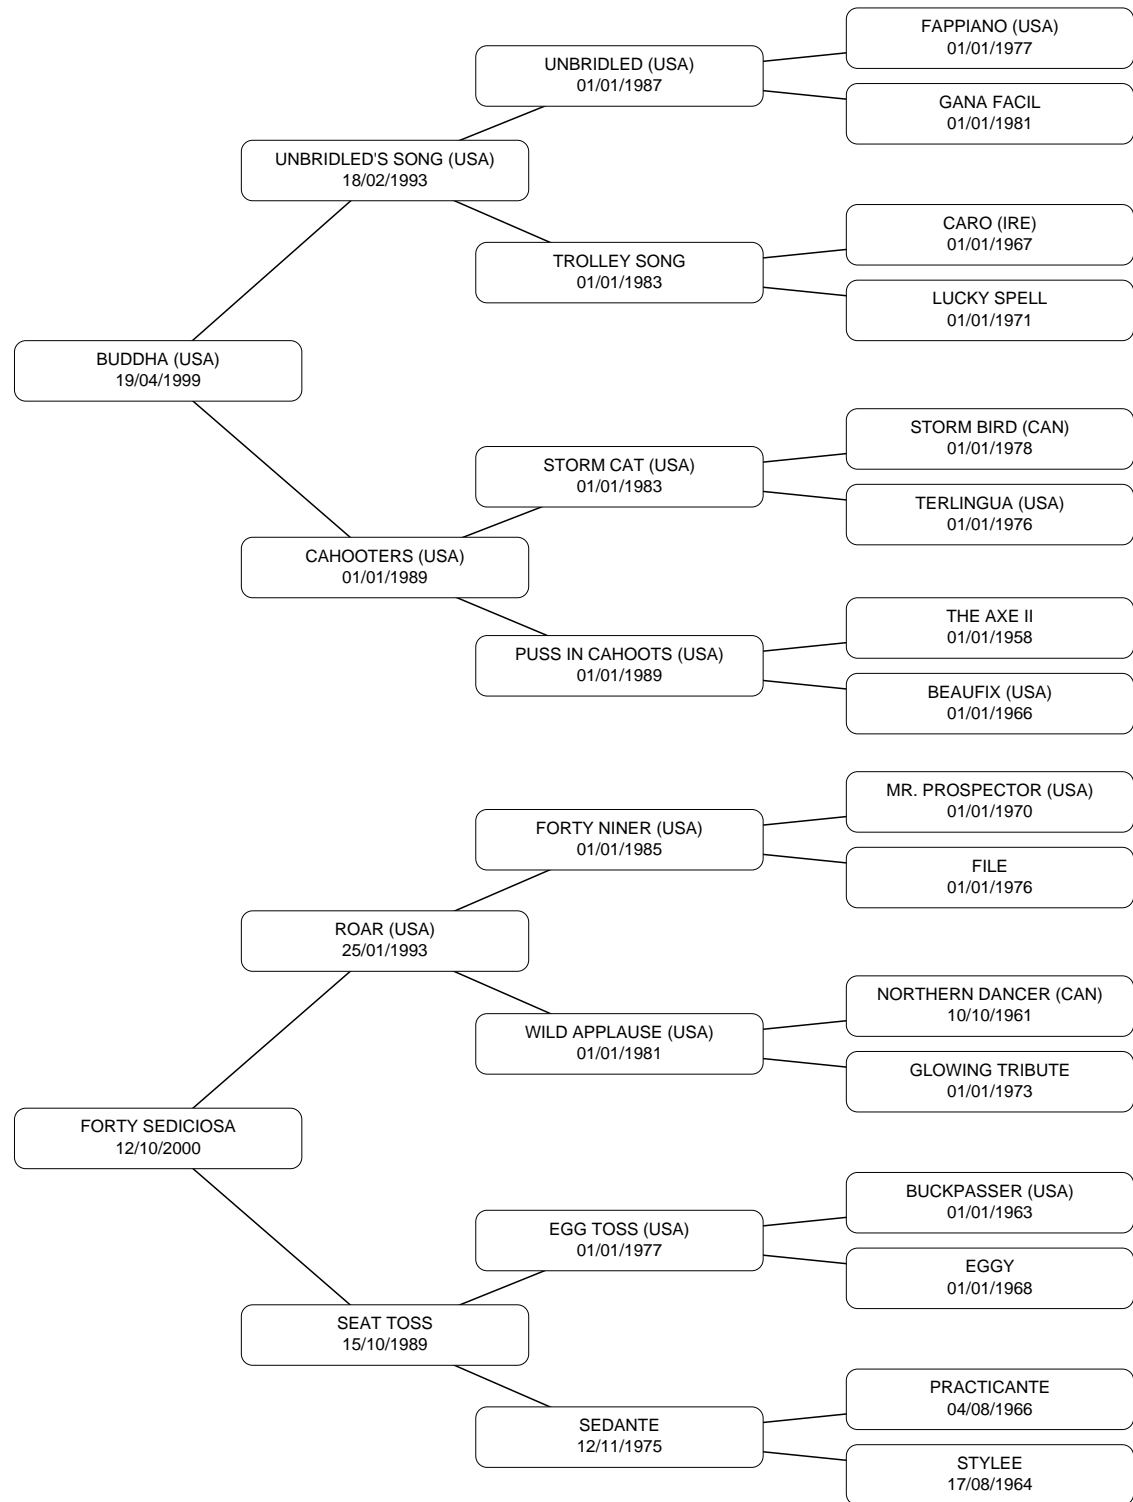 FAPPIANO (USA)
01/01/1977
UNBRIDLED (USA)
01/01/1987
GANA FACIL
01/01/1981
UNBRIDLED'S SONG (USA)
18/02/1993
CARO (IRE)
01/01/1967
TROLLEY SONG
01/01/1983
LUCKY SPELL
01/01/1971
BUDDHA (USA)
19/04/1999
STORM BIRD (CAN)
01/01/1978
STORM CAT (USA)
01/01/1983
TERLINGUA (USA)
01/01/1976
CAHOOTERS (USA)
01/01/1989
THE AXE II
01/01/1958
PUSS IN CAHOOTS (USA)
01/01/1989
BEAUFIX (USA)
01/01/1966
MR. PROSPECTOR (USA)
01/01/1970
FORTY NINER (USA)
01/01/1985
FILE
01/01/1976
ROAR (USA)
25/01/1993
NORTHERN DANCER (CAN)
10/10/1961
WILD APPLAUSE (USA)
01/01/1981
GLOWING TRIBUTE
01/01/1973
FORTY SEDICIOSA
12/10/2000
BUCKPASSER (USA)
01/01/1963
EGG TOSS (USA)
01/01/1977
EGGY
01/01/1968
SEAT TOSS
15/10/1989
PRACTICANTE
04/08/1966
SEDANTE
12/11/1975
STYLEE
17/08/1964